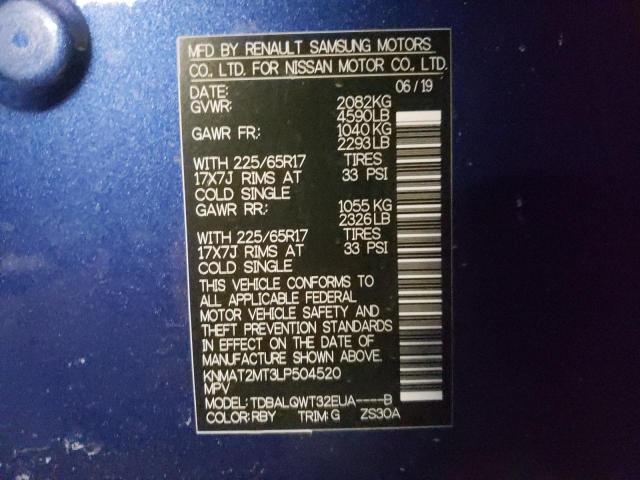 MFD BY RENAULT SAMSUNG MOTORS
CO., LTD. FOR NISSAN MOTOR CO., LTD.
DATE: 06/19
GVWR: 2082KG
4590LB
GAWR FR: 1040KG
2293LB
WITH 225/65R17 TIRES
17X7J RIMS AT 33 PSI
COLD SINGLE
GAWR RR: 1055 KG
2326LB
WITH 225/65R17 TIRES
17X7J RIMS AT 33 PSI
COLD SINGLE
THIS VEHICLE CONFORMS TO
ALL APPLICABLE FEDERAL
MOTOR VEHICLE SAFETY AND
THEFT PREVENTION STANDARDS
IN EFFECT ON THE DATE OF
MANUFACTURE SHOWN ABOVE.
KNMAT2MT3LP504520
MPV
MODEL: TDBALQWT32EUA----B
COLOR:RBY TRIM:G ZS30A